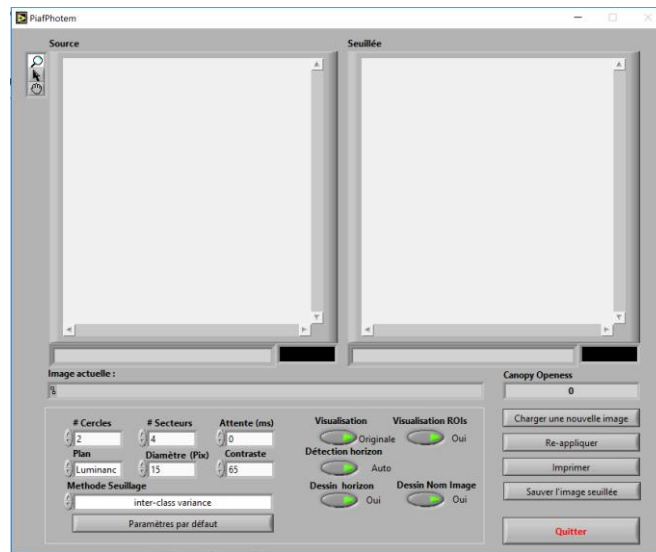 PiafPhotem
Source
Seuillée
Image actuelle :
Canopy Openess
0
# Cercles
# Secteurs
Attente (ms)
2
4
0
Plan
Diamètre (Pix)
Contraste
Luminanc
15
65
Methode Seuillage
inter-class variance
Paramètres par défaut
Visualisation
Visualisation ROIs
Originale
Oui
Détection horizon
Auto
Dessin horizon
Dessin Nom Image
Oui
Oui
Charger une nouvelle image
Re-appliquer
Imprimer
Sauver l'image seuillée
Quitter